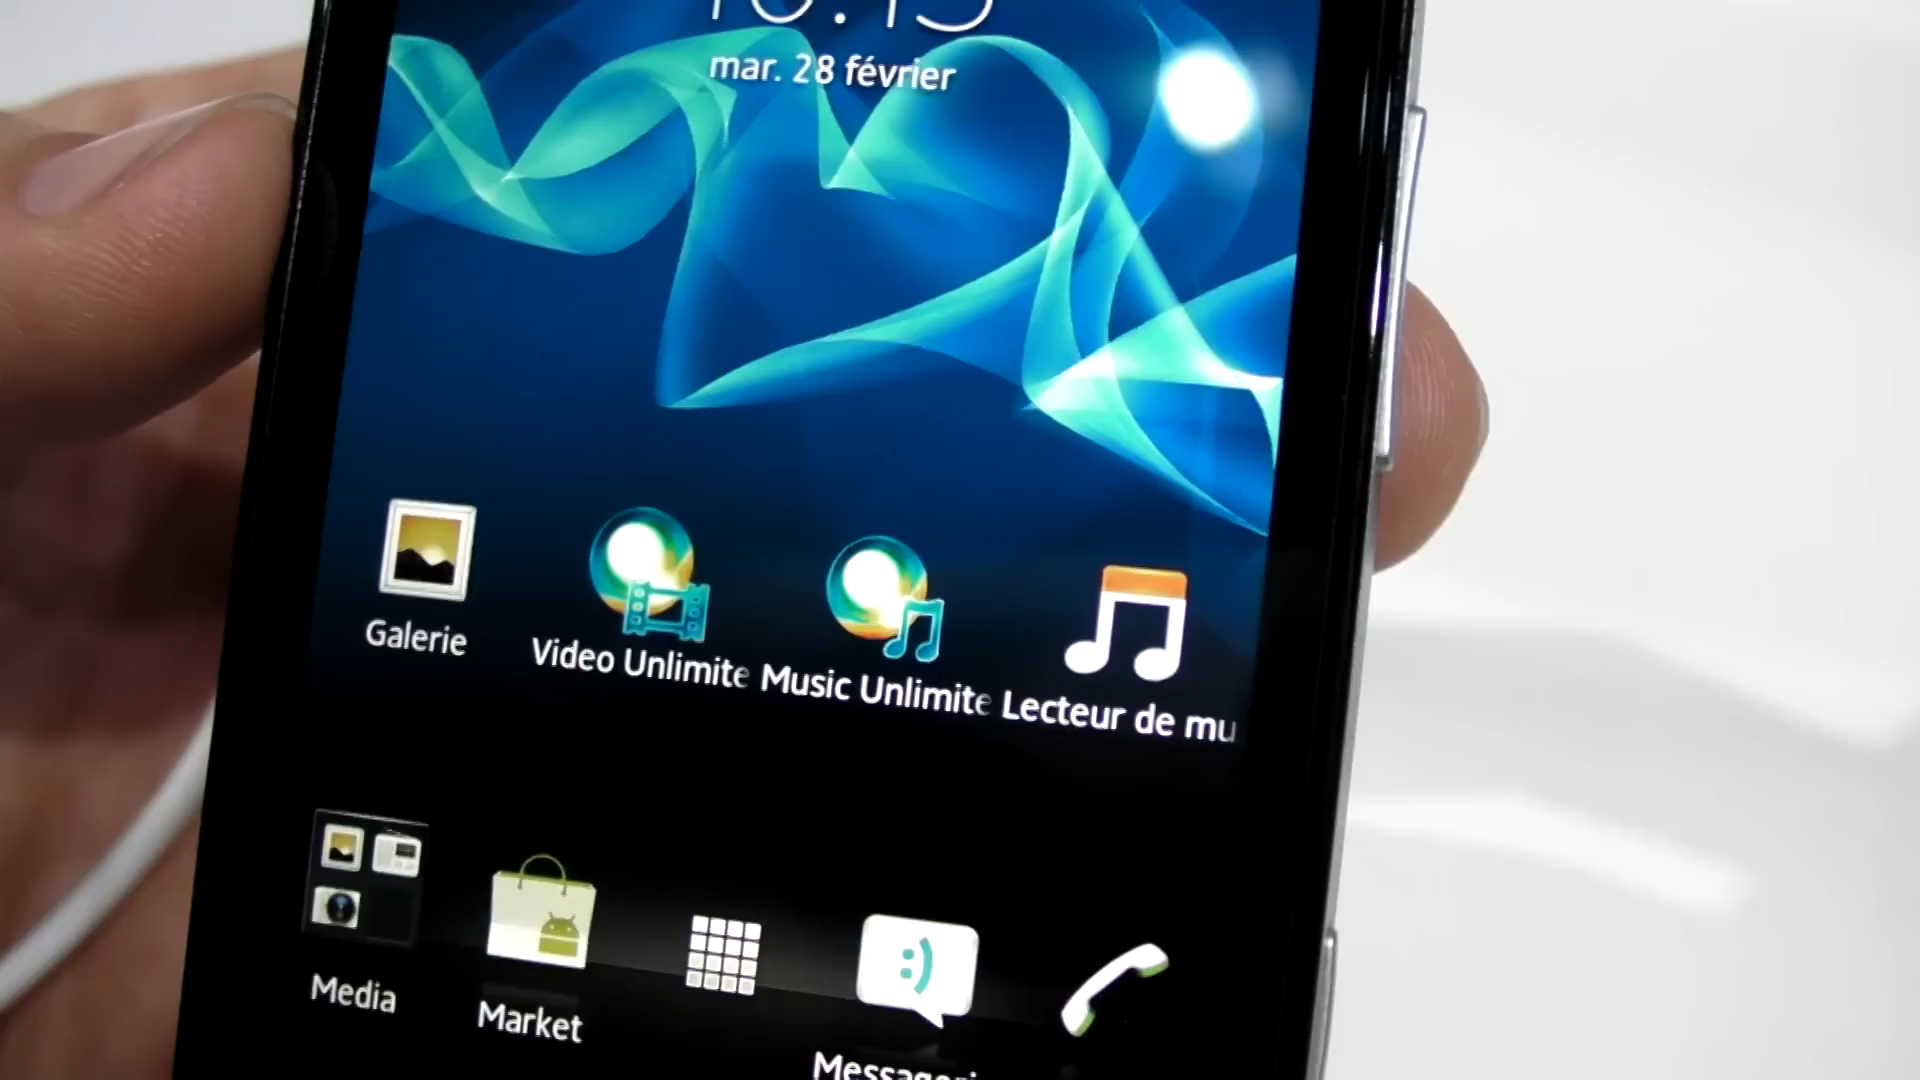 mar. 28 février
Galerie
Video Unlimite
Music Unlimite
Lecteur de mu
Media
Market
:)